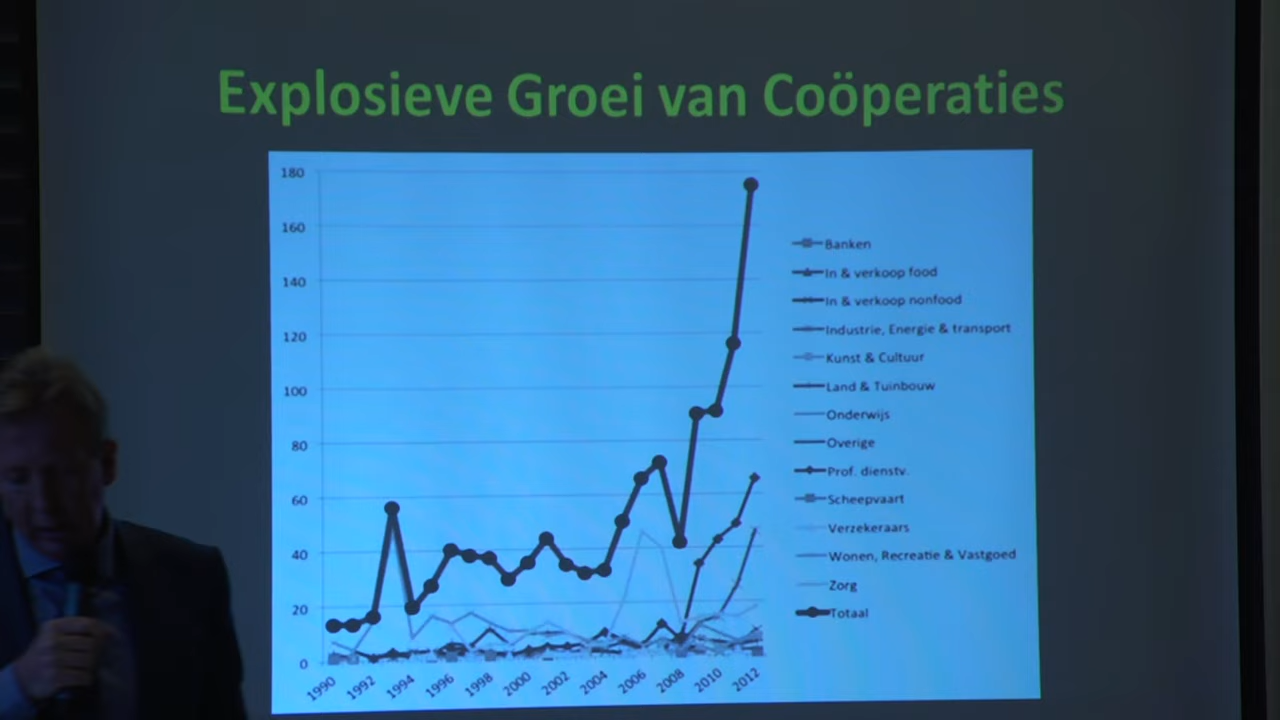 Explosieve Groei van Coöperaties
180
160
140
120
100
80
60
40
20
0
1990
1992
1994
1996
1998
2000
2002
2004
2006
2008
2010
2012
Banken
In & verkoop food
In & verkoop nonfood
Industrie, Energie & transport
Kunst & Cultuur
Land & Tuinbouw
Onderwijs
Overige
Prof. dienstv.
Scheepvaart
Verzekeraars
Wonen, Recreatie & Vastgoed
Zorg
Totaal